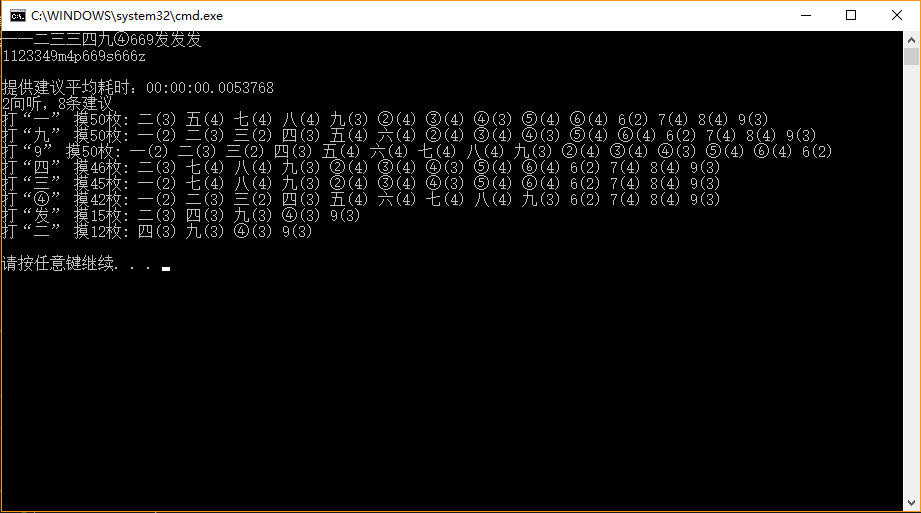 C:\WINDOWS\system32\cmd.exe
一一二三三四九④669发发发
1123349m4p669s666z
提供建议平均耗时：00:00:00.0053768
2向听，8条建议
打“一” 摸50枚: 二(3) 五(4) 七(4) 八(4) 九(3) ②(4) ③(4) ④(3) ⑤(4) ⑥(4) 6(2) 7(4) 8(4) 9(3)
打“九” 摸50枚: 一(2) 二(3) 三(2) 四(3) 五(4) 六(4) ②(4) ③(4) ④(3) ⑤(4) ⑥(4) 6(2) 7(4) 8(4) 9(3)
打“9” 摸50枚: 一(2) 二(3) 三(2) 四(3) 五(4) 六(4) 七(4) 八(4) 九(3) ②(4) ③(4) ④(3) ⑤(4) ⑥(4) 6(2)
打“四” 摸46枚: 二(3) 七(4) 八(4) 九(3) ②(4) ③(4) ④(3) ⑤(4) ⑥(4) 6(2) 7(4) 8(4) 9(3)
打“三” 摸45枚: 一(2) 七(4) 八(4) 九(3) ②(4) ③(4) ④(3) ⑤(4) ⑥(4) 6(2) 7(4) 8(4) 9(3)
打“④” 摸42枚: 一(2) 二(3) 三(2) 四(3) 五(4) 六(4) 七(4) 八(4) 九(3) 6(2) 7(4) 8(4) 9(3)
打“发” 摸15枚: 二(3) 四(3) 九(3) ④(3) 9(3)
打“二” 摸12枚: 四(3) 九(3) ④(3) 9(3)
请按任意键继续. . .